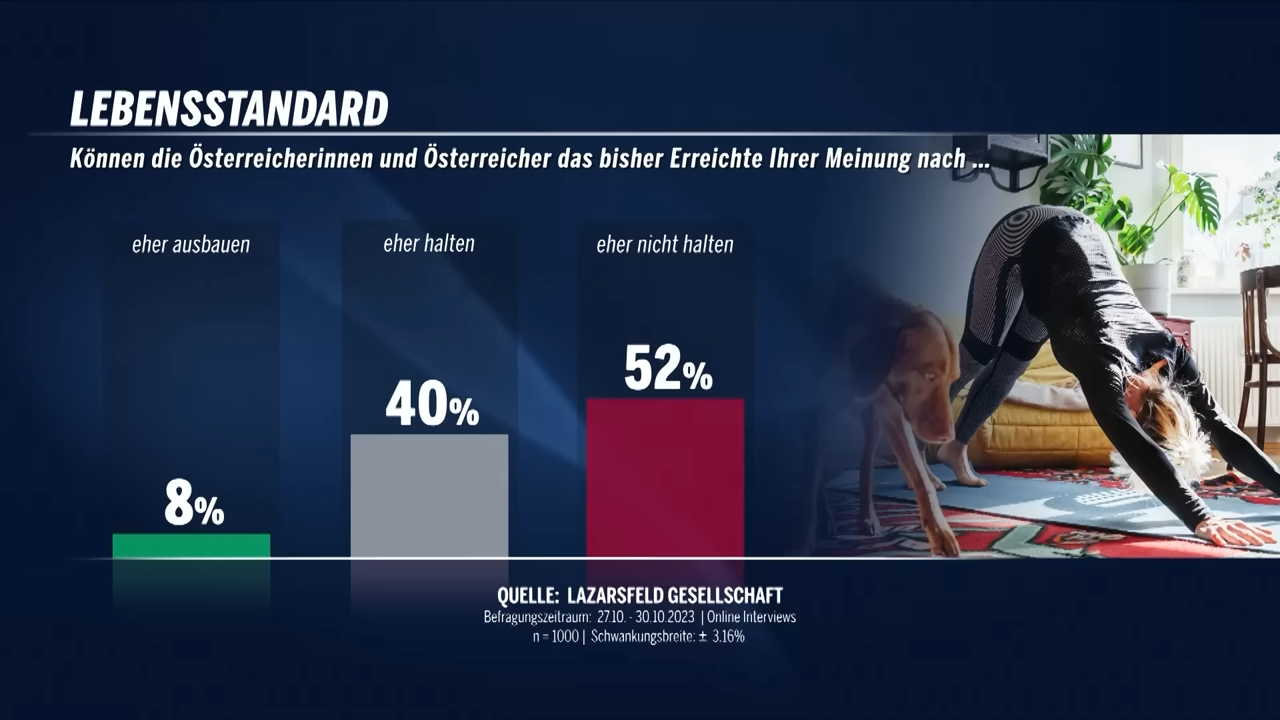 LEBENSSTANDARD
Können die Österreicherinnen und Österreicher das bisher Erreichte Ihrer Meinung nach ...
eher ausbauen
eher halten
eher nicht halten
8%
40%
52%
QUELLE: LAZARSFELD GESELLSCHAFT
Befragungszeitraum: 27.10. - 30.10.2023 | Online Interviews
n = 1000 | Schwankungsbreite: ± 3.16%